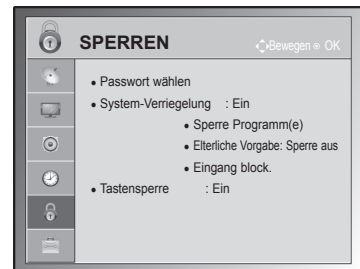 SPERREN
Bewegen OK
• Passwort wählen
• System-Verriegelung : Ein
• Sperre Programm(e)
• Elterliche Vorgabe: Sperre aus
• Eingang block.
• Tastensperre : Ein